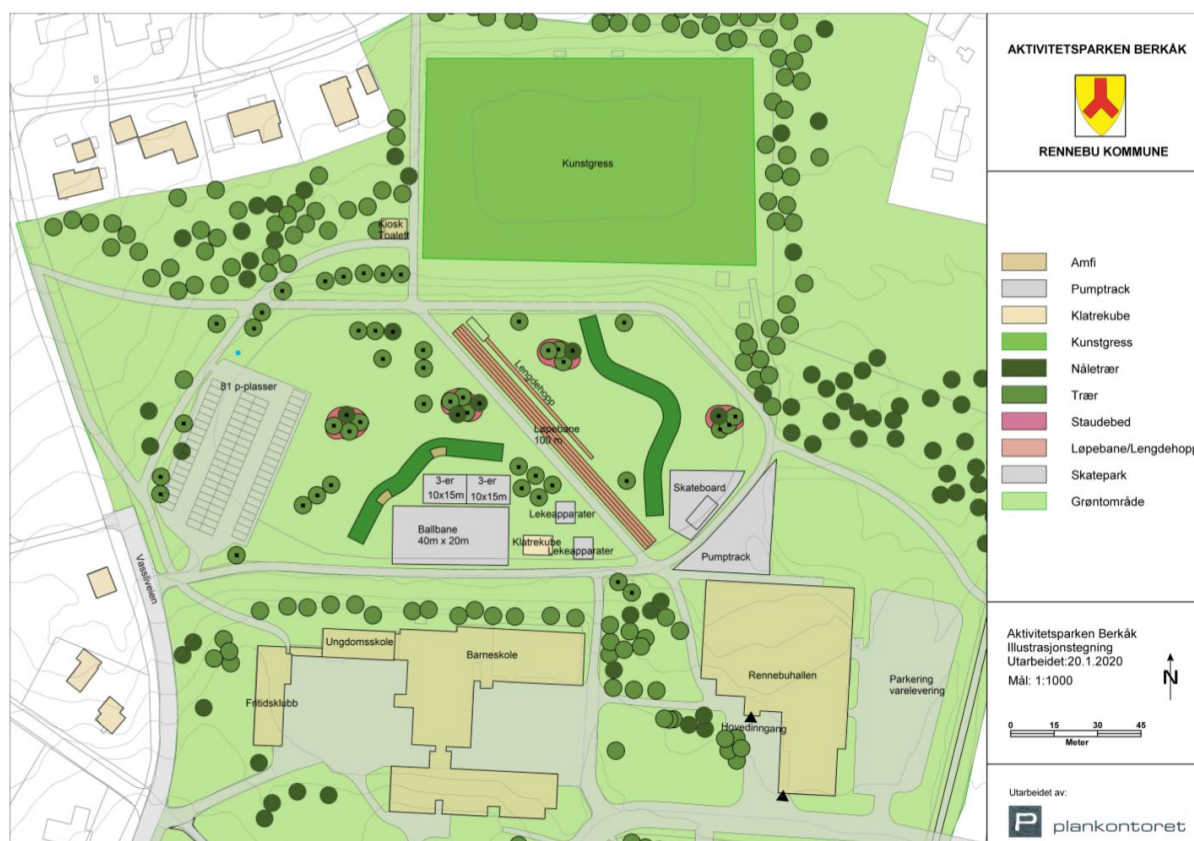 Kunstgress
Kiosk
Toalett
81 p-plasser
Lengdehopp
Løpebane
100 m
3-er
10x15m
3-er
10x15m
Ballbane
40m x 20m
Lekeapparater
Klatrekube
Lekeapparater
Skateboard
Pumptrack
Vassliveien
Ungdomsskole
Barneskole
Fritidsklubb
Rennebuhallen
Hovedinngang
Parkering
varelevering
AKTIVITETSPARKEN BERKÅK
RENNEBU KOMMUNE
Amfi
Pumptrack
Klatrekube
Kunstgress
Nåletrær
Trær
Staudebed
Løpebane/Lengdehopp
Skatepark
Grøntområde
Aktivitetsparken Berkåk
Illustrasjonstegning
Utarbeidet:20.1.2020
Mål: 1:1000
N
0 15 30 45
Meter
Utarbeidet av:
P plankontoret